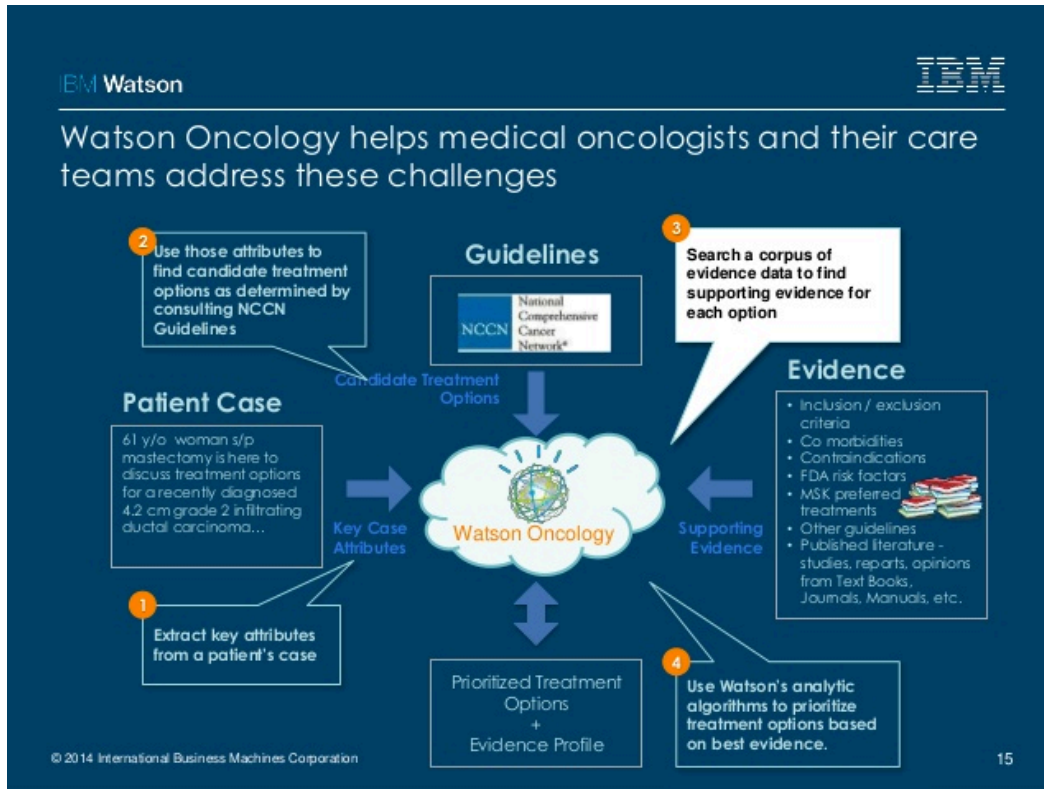 IBM Watson
IBM
Watson Oncology helps medical oncologists and their care
teams address these challenges
2
Use those attributes to
find candidate treatment
options as determined by
consulting NCCN
Guidelines
Guidelines
NCCN
National
Comprehensive
Cancer
Network®
3
Search a corpus of
evidence data to find
supporting evidence for
each option
Candidate Treatment
Options
Patient Case
61 y/o woman s/p
mastectomy is here to
discuss treatment options
for a recently diagnosed
4.2 cm grade 2 infiltrating
ductal carcinoma...
Key Case
Attributes
Watson Oncology
Supporting
Evidence
Evidence
• Inclusion / exclusion
criteria
• Co morbidities
• Contraindications
• FDA risk factors
• MSK preferred
treatments
• Other guidelines
• Published literature -
studies, reports, opinions
from Text Books,
Journals, Manuals, etc.
1
Extract key attributes
from a patient's case
Prioritized Treatment
Options
+
Evidence Profile
4
Use Watson's analytic
algorithms to prioritize
treatment options based
on best evidence.
© 2014 International Business Machines Corporation
15